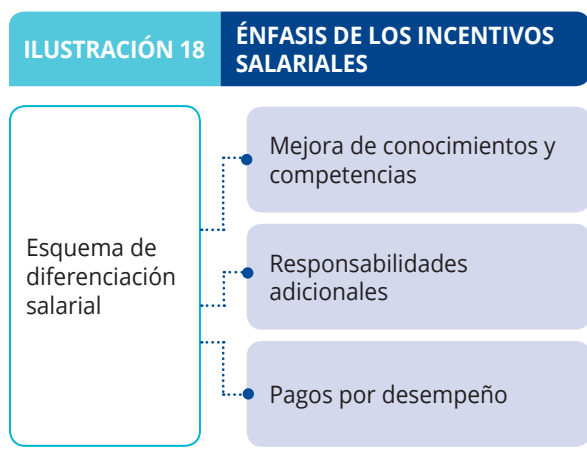 ILUSTRACIÓN 18
ÉNFASIS DE LOS INCENTIVOS
SALARIALES
Esquema de
diferenciación
salarial
Mejora de conocimientos y
competencias
Responsabilidades
adicionales
Pagos por desempeño